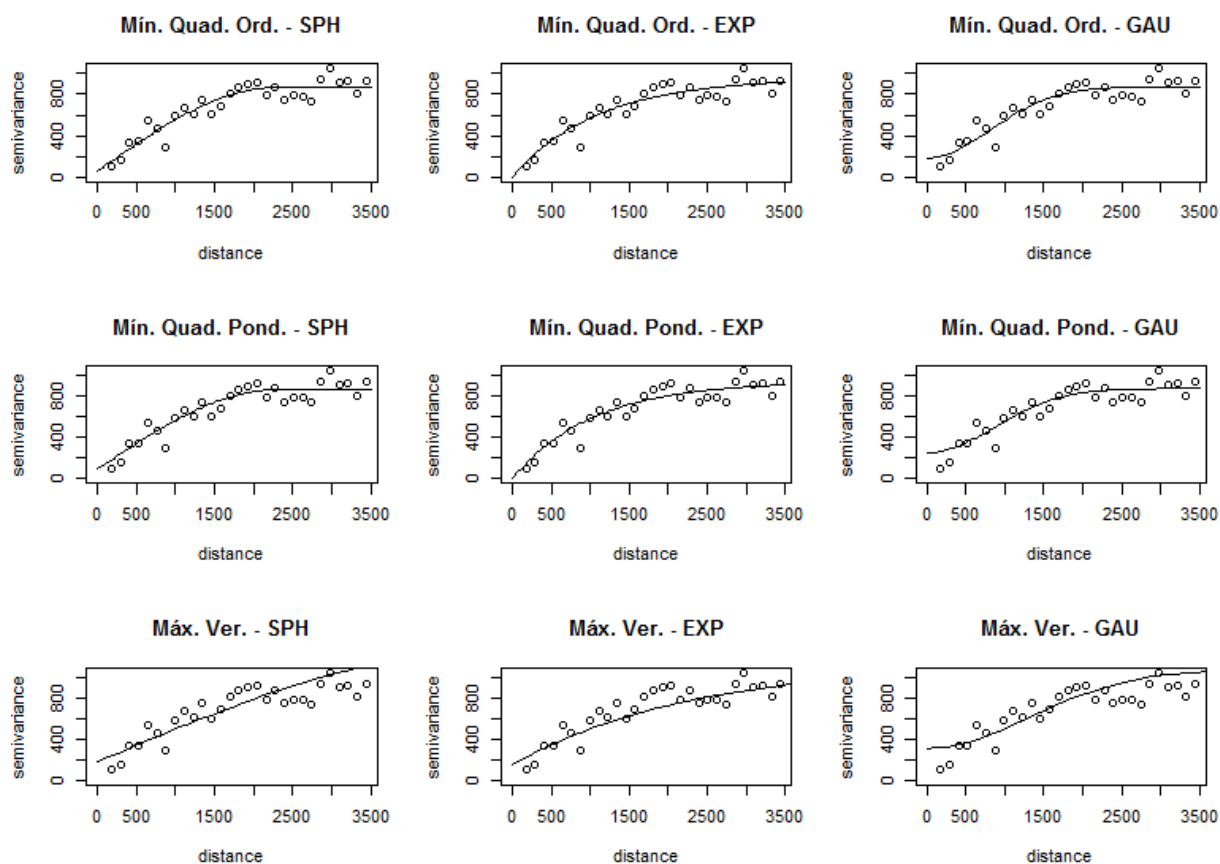 Mín. Quad. Ord. - SPH
semivariance
0 400 800
0 500 1500 2500 3500
distance
Mín. Quad. Ord. - EXP
semivariance
0 400 800
0 500 1500 2500 3500
distance
Mín. Quad. Ord. - GAU
semivariance
0 400 800
0 500 1500 2500 3500
distance
Mín. Quad. Pond. - SPH
semivariance
0 400 800
0 500 1500 2500 3500
distance
Mín. Quad. Pond. - EXP
semivariance
0 400 800
0 500 1500 2500 3500
distance
Mín. Quad. Pond. - GAU
semivariance
0 400 800
0 500 1500 2500 3500
distance
Máx. Ver. - SPH
semivariance
0 400 800
0 500 1500 2500 3500
distance
Máx. Ver. - EXP
semivariance
0 400 800
0 500 1500 2500 3500
distance
Máx. Ver. - GAU
semivariance
0 400 800
0 500 1500 2500 3500
distance